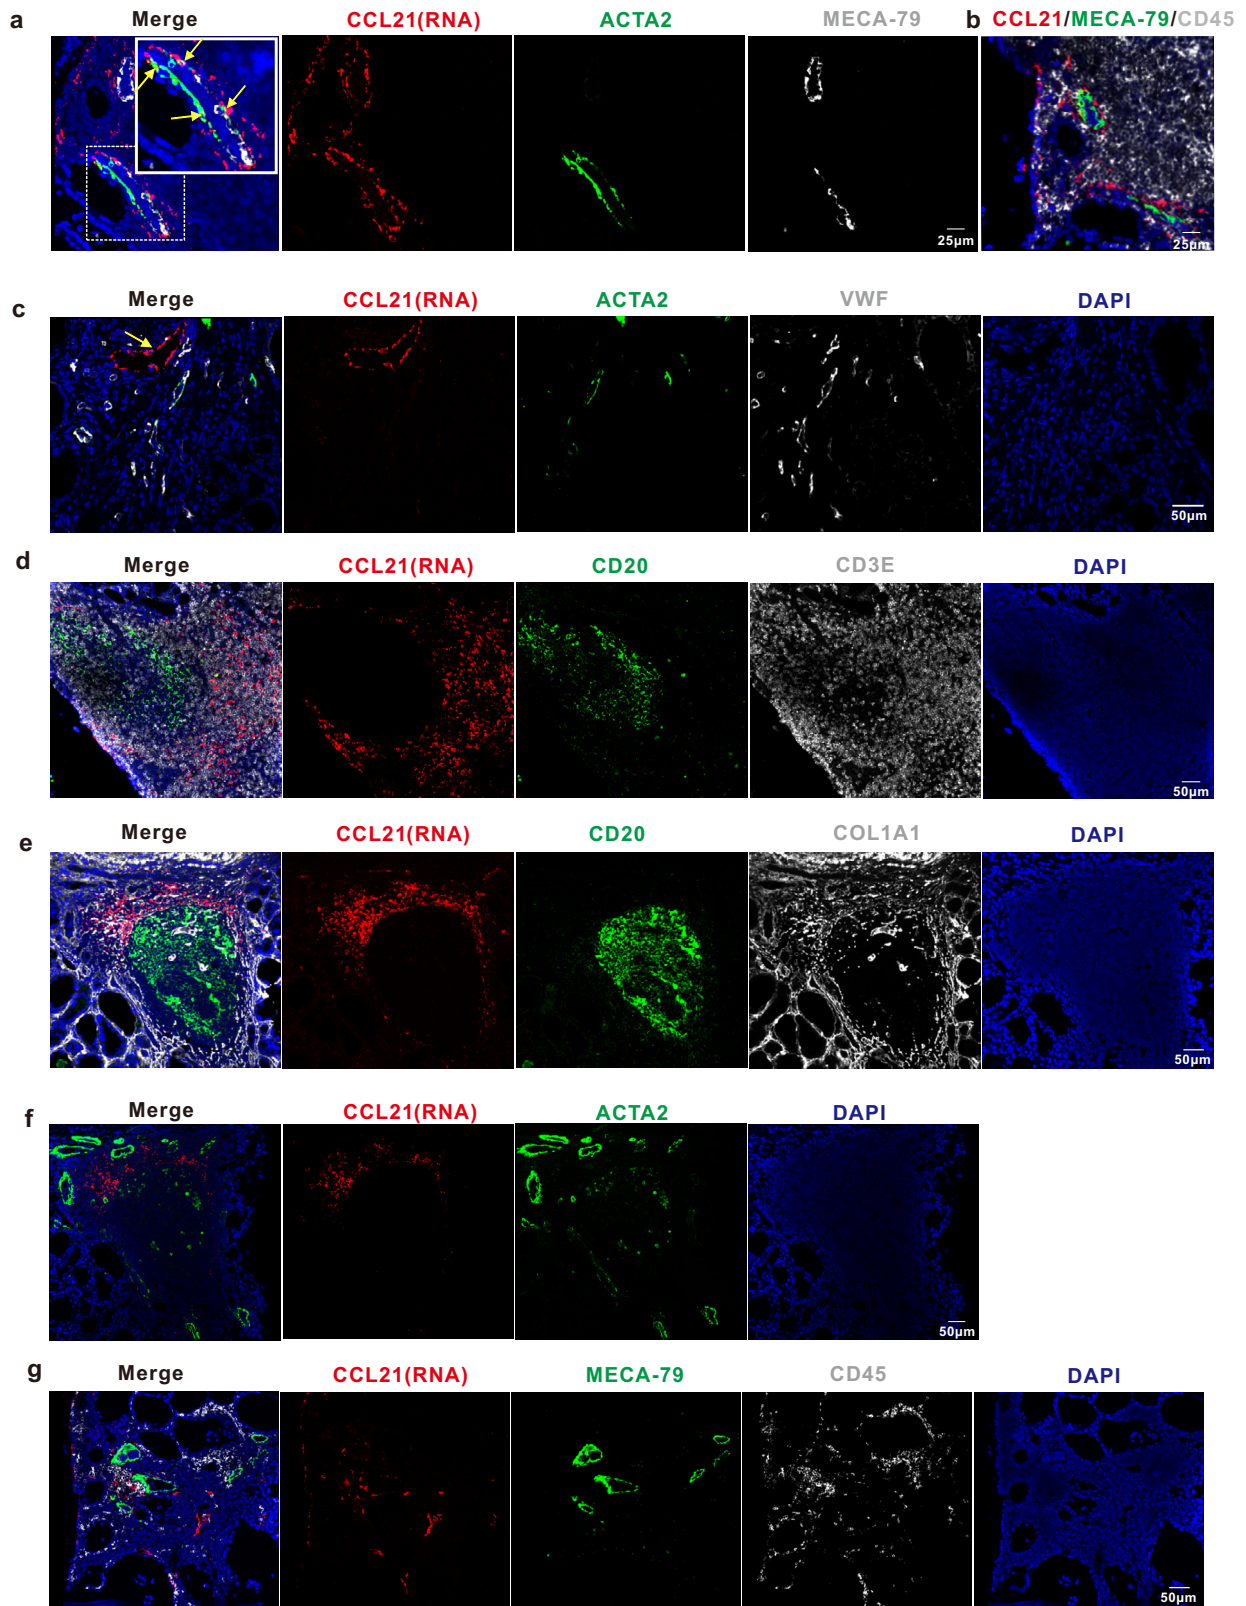 a
Merge
CCL21(RNA)
ACTA2
MECA-79
25µm
b
CCL21/MECA-79/CD45
25µm
c
Merge
CCL21(RNA)
ACTA2
VWF
DAPI
50µm
d
Merge
CCL21(RNA)
CD20
CD3E
DAPI
50µm
e
Merge
CCL21(RNA)
CD20
COL1A1
DAPI
50µm
f
Merge
CCL21(RNA)
ACTA2
DAPI
50µm
g
Merge
CCL21(RNA)
MECA-79
CD45
DAPI
50µm